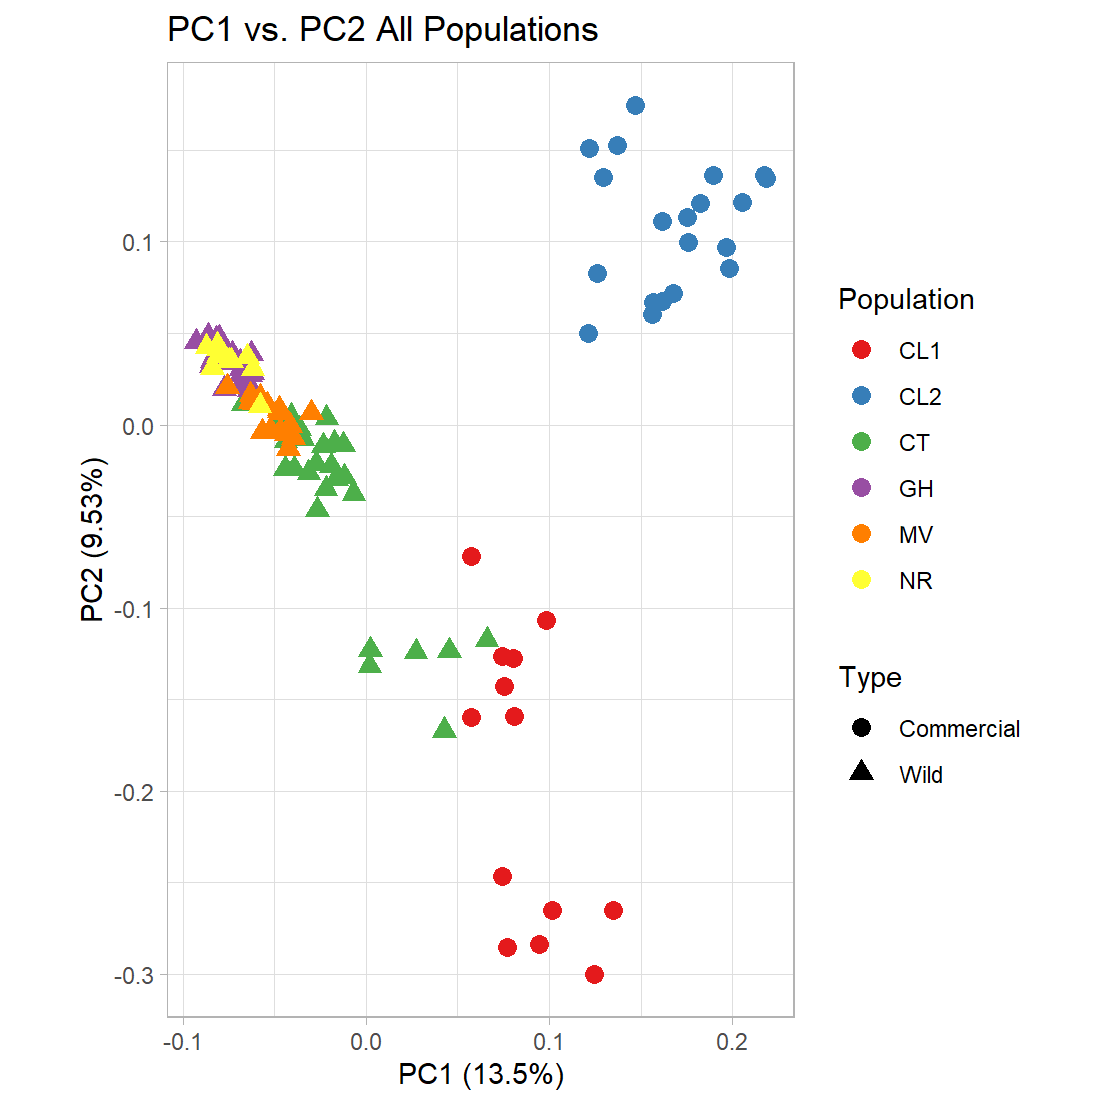 PC1 vs. PC2 All Populations
0.1
0.0
-0.1
-0.2
-0.3
PC2 (9.53%)
-0.1
0.0
0.1
0.2
PC1 (13.5%)
Population
CL1
CL2
CT
GH
MV
NR
Type
Commercial
Wild